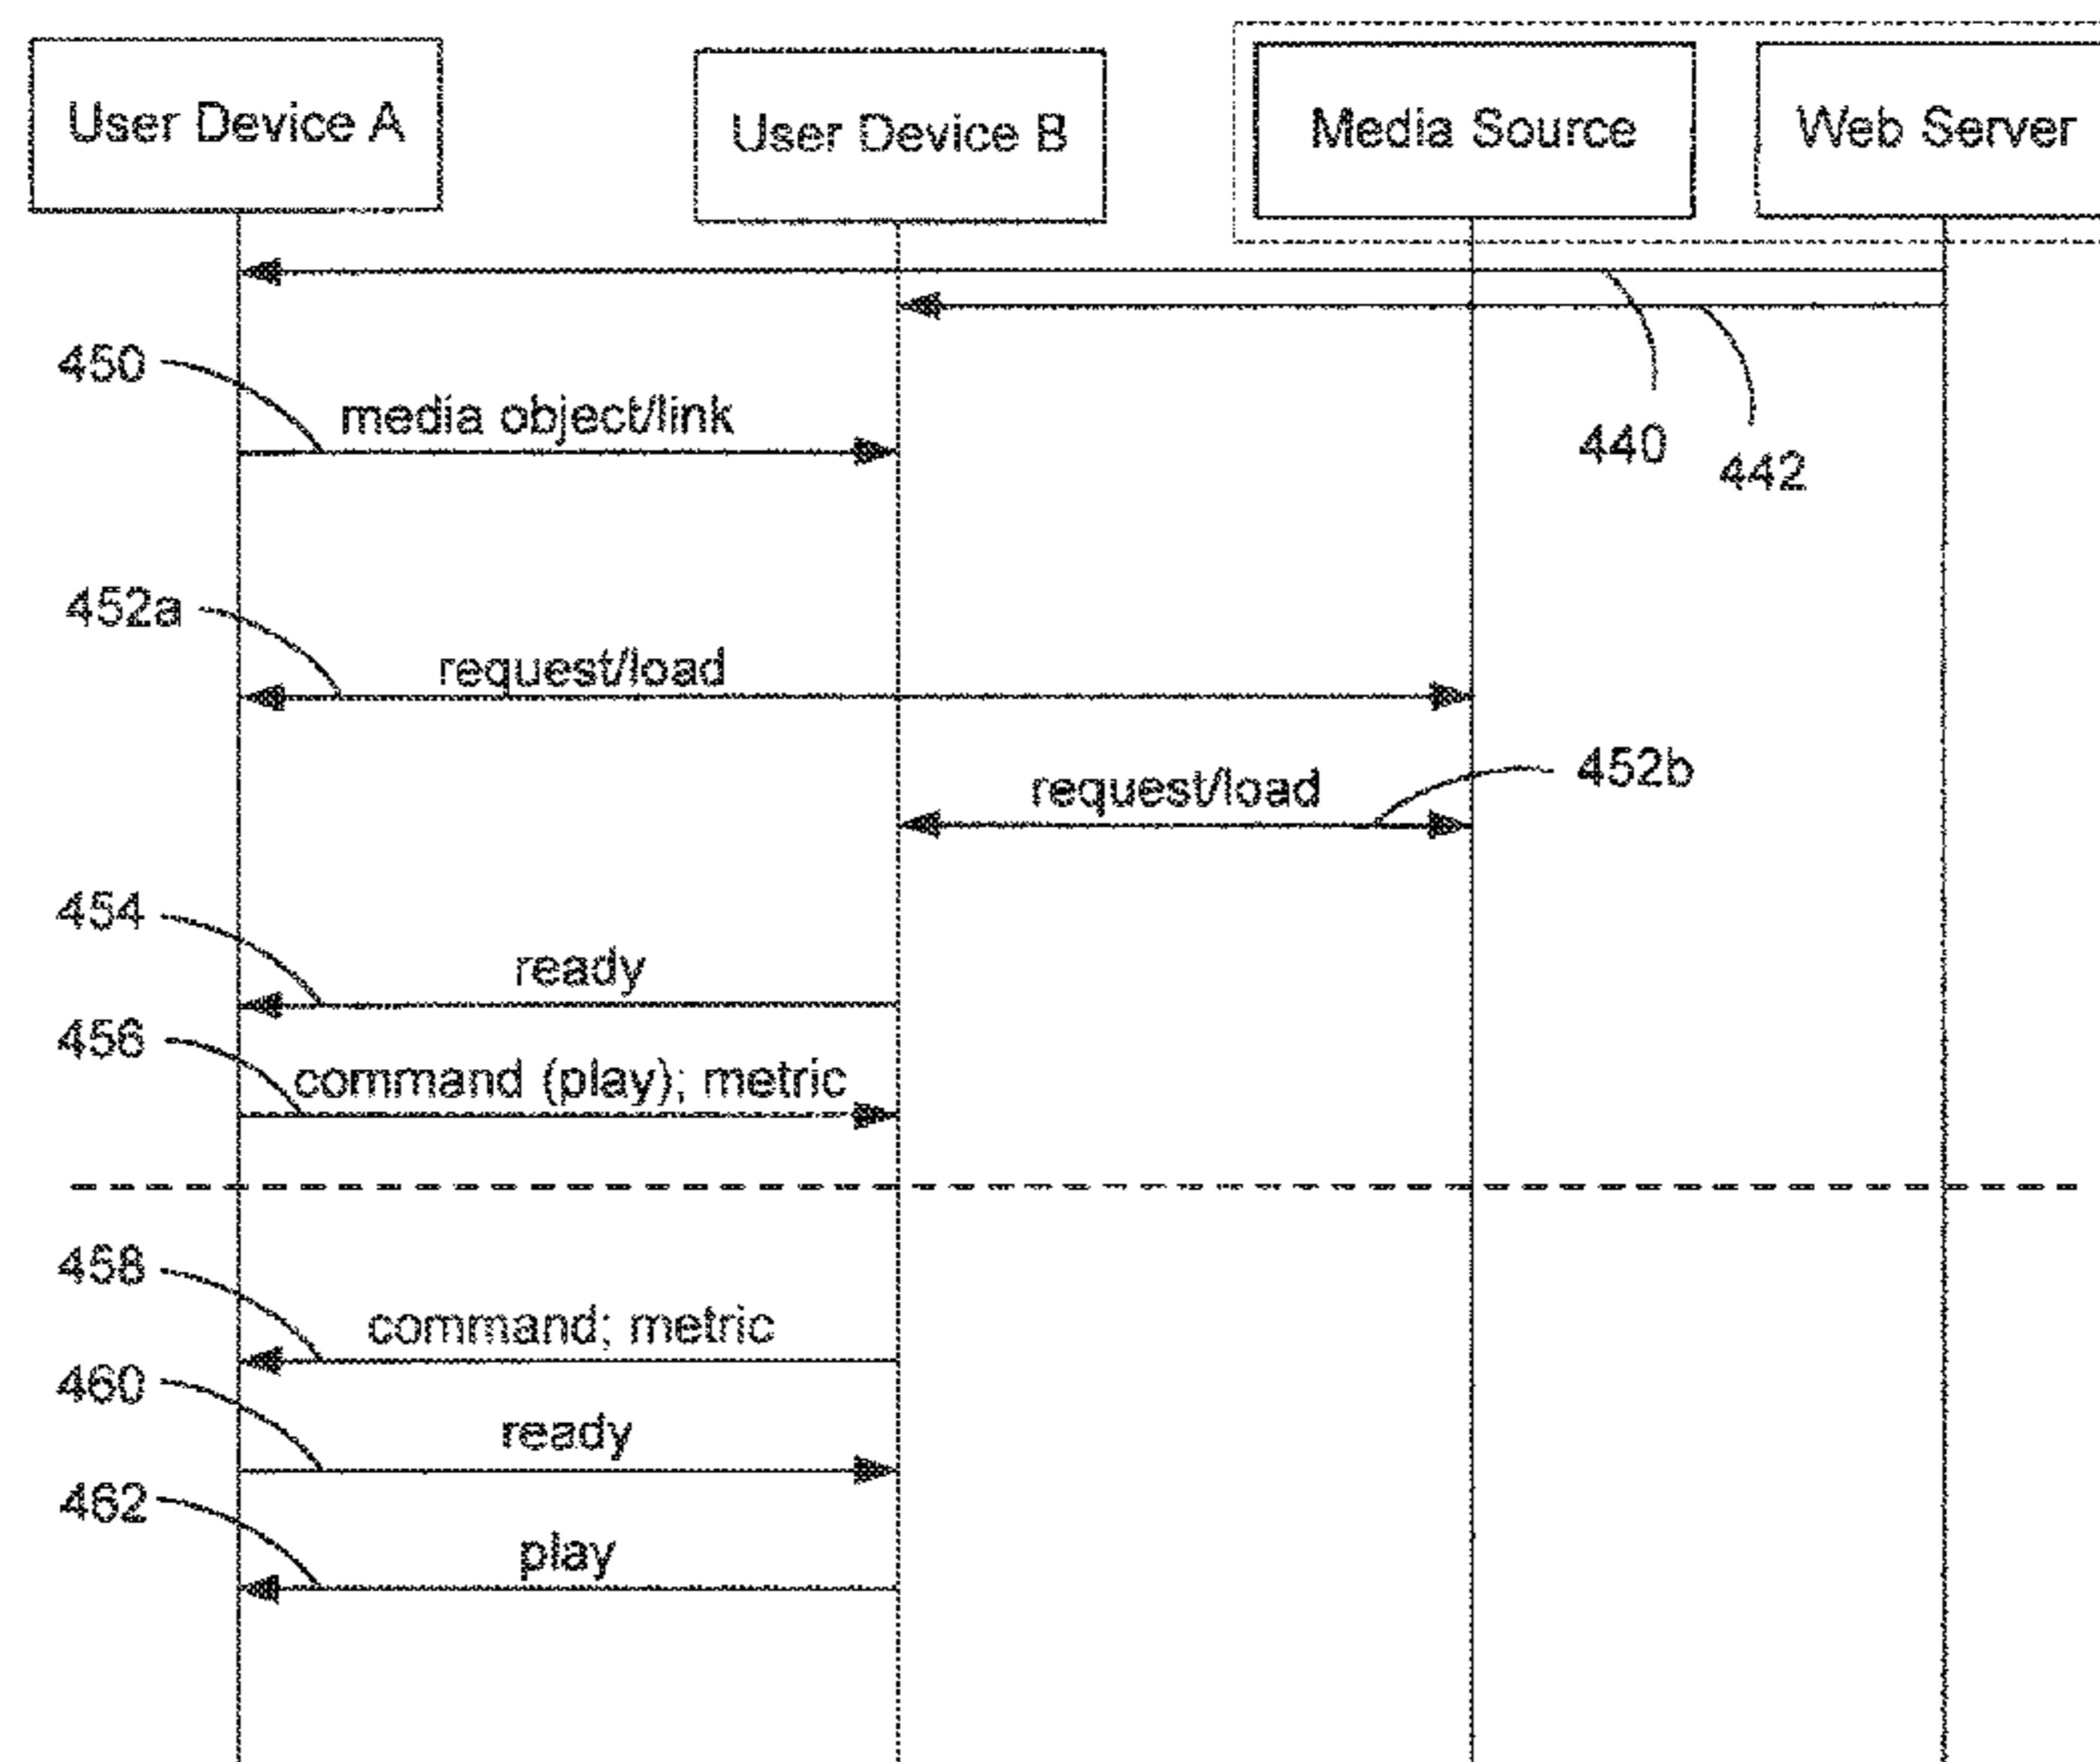 User Device A
User Device B
Media Source
Web Server
450
media object/link
440
442
452a
request/load
request/load
452b
454
ready
456
command (play); metric
458
command; metric
460
ready
462
play